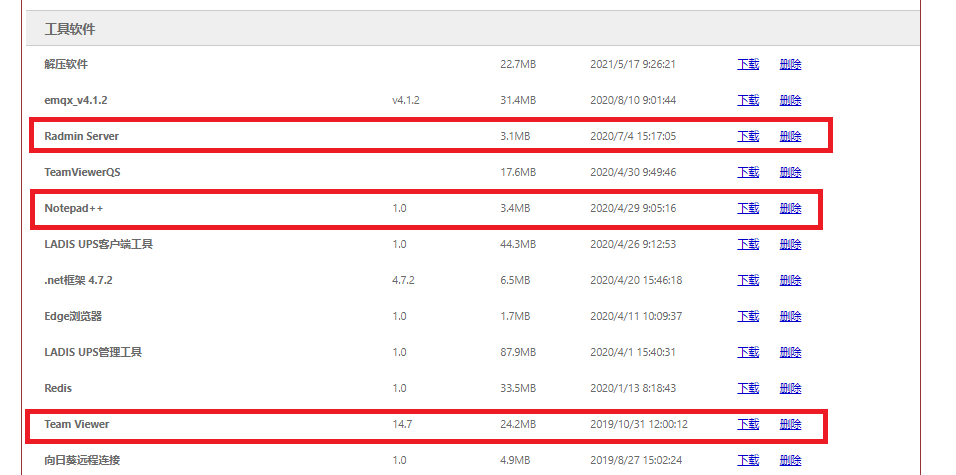 工具软件
解压软件 22.7MB 2021/5/17 9:26:21 下载 删除
emqx_v4.1.2 v4.1.2 31.4MB 2020/8/10 9:01:44 下载 删除
Radmin Server 3.1MB 2020/7/4 15:17:05 下载 删除
TeamViewerQS 17.6MB 2020/4/30 9:49:46 下载 删除
Notepad++ 1.0 3.4MB 2020/4/29 9:05:16 下载 删除
LADIS UPS客户端工具 1.0 44.3MB 2020/4/26 9:12:53 下载 删除
.net框架 4.7.2 4.7.2 6.5MB 2020/4/20 15:46:18 下载 删除
Edge浏览器 1.0 1.7MB 2020/4/11 10:09:37 下载 删除
LADIS UPS管理工具 1.0 87.9MB 2020/4/1 15:40:31 下载 删除
Redis 1.0 33.5MB 2020/1/13 8:18:43 下载 删除
Team Viewer 14.7 24.2MB 2019/10/31 12:00:12 下载 删除
向日葵远程连接 1.0 4.9MB 2019/8/27 15:02:24 下载 删除